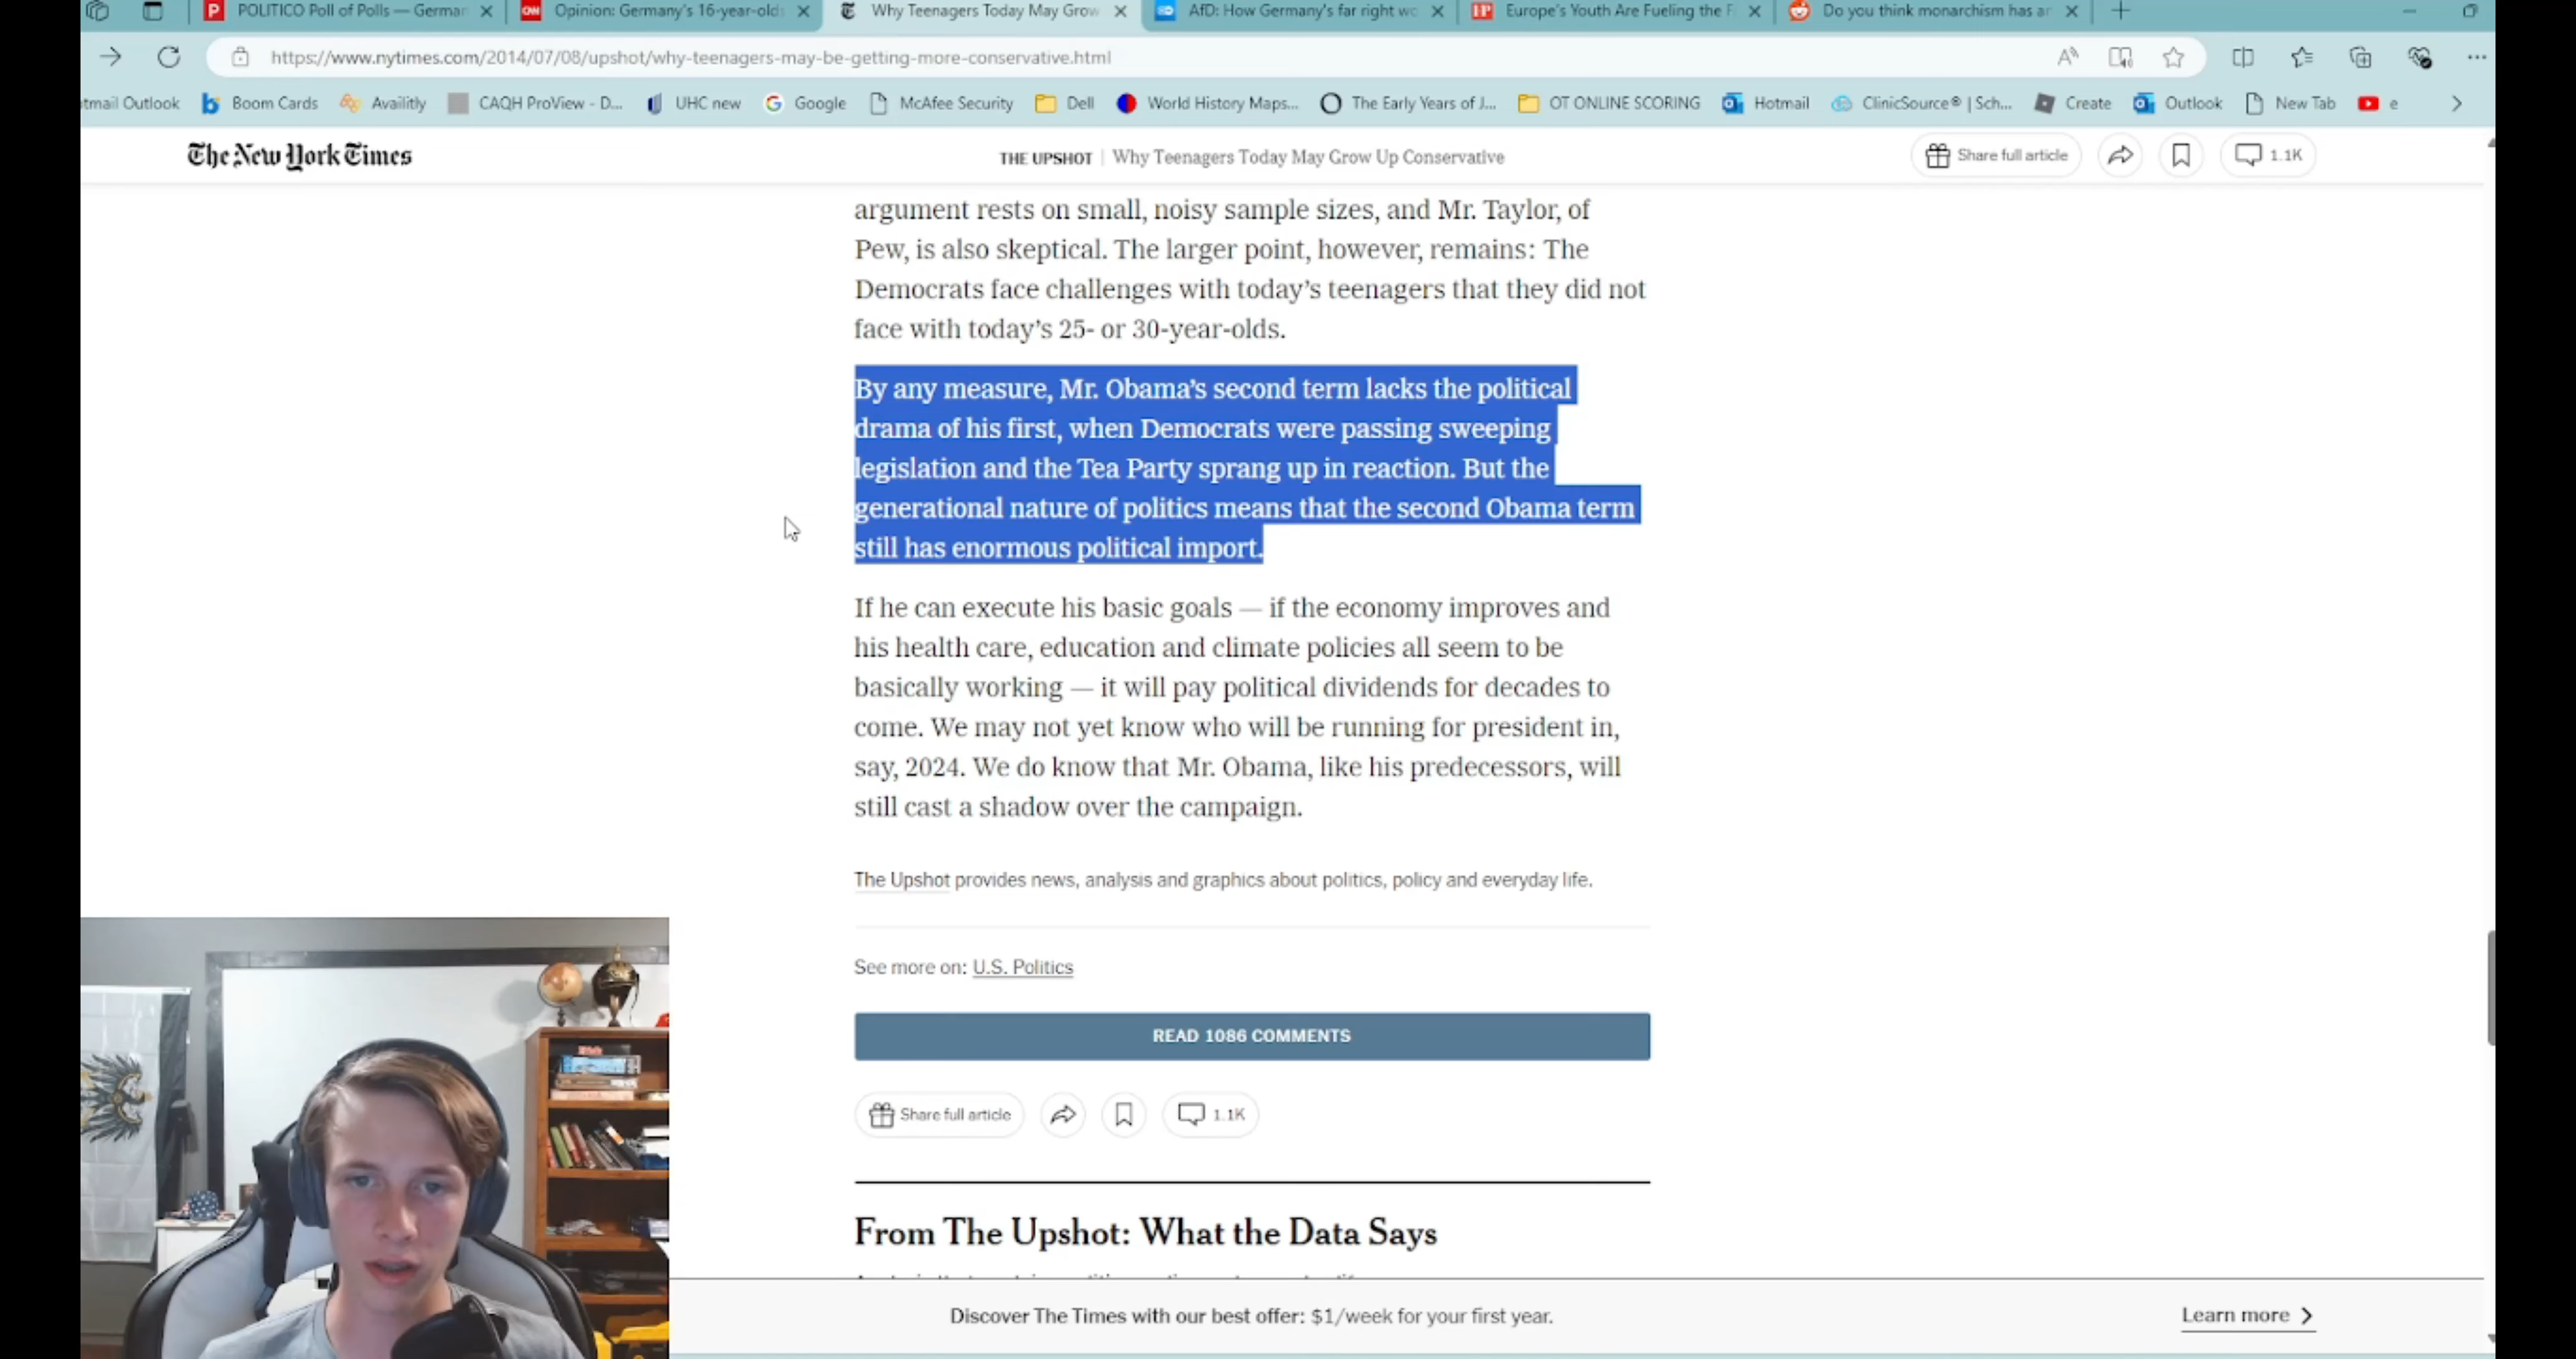 POLITICO Poll of Polls — German
Opinion: Germany's 16-year-olds
Why Teenagers Today May Grow
AfD: How Germany's far right wo
Europe's Youth Are Fueling the F
Do you think monarchism has a
https://www.nytimes.com/2014/07/08/upshot/why-teenagers-may-be-getting-more-conservative.html
tmail Outlook
Boom Cards
Availitly
CAQH ProView - D...
UHC new
Google
McAfee Security
Dell
World History Maps...
The Early Years of J...
OT ONLINE SCORING
Hotmail
ClinicSource® | Sch...
Create
Outlook
New Tab
e
The New York Times
THE UPSHOT | Why Teenagers Today May Grow Up Conservative
Share full article
1.1K
argument rests on small, noisy sample sizes, and Mr. Taylor, of
Pew, is also skeptical. The larger point, however, remains: The
Democrats face challenges with today's teenagers that they did not
face with today's 25- or 30-year-olds.
By any measure, Mr. Obama's second term lacks the political
drama of his first, when Democrats were passing sweeping
legislation and the Tea Party sprang up in reaction. But the
generational nature of politics means that the second Obama term
still has enormous political import.
If he can execute his basic goals — if the economy improves and
his health care, education and climate policies all seem to be
basically working — it will pay political dividends for decades to
come. We may not yet know who will be running for president in,
say, 2024. We do know that Mr. Obama, like his predecessors, will
still cast a shadow over the campaign.
The Upshot provides news, analysis and graphics about politics, policy and everyday life.
See more on: U.S. Politics
READ 1086 COMMENTS
Share full article
1.1K
From The Upshot: What the Data Says
Discover The Times with our best offer: $1/week for your first year.
Learn more